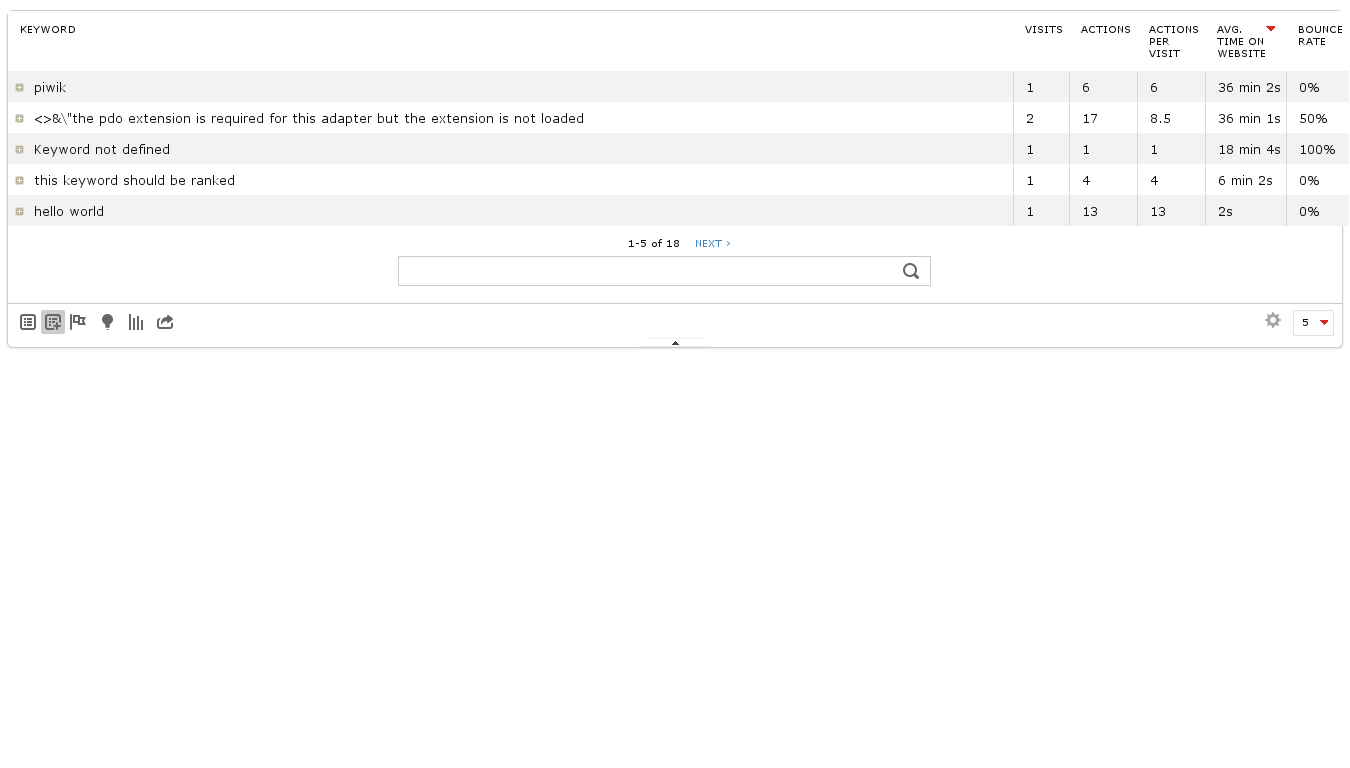 KEYWORD VISITS ACTIONS ACTIONS PER VISIT AVG. TIME ON WEBSITE BOUNCE RATE
piwik 1 6 6 36 min 2s 0%
<>&\"the pdo extension is required for this adapter but the extension is not loaded 2 17 8.5 36 min 1s 50%
Keyword not defined 1 1 1 18 min 4s 100%
this keyword should be ranked 1 4 4 6 min 2s 0%
hello world 1 13 13 2s 0%
1-5 of 18 NEXT ›
5